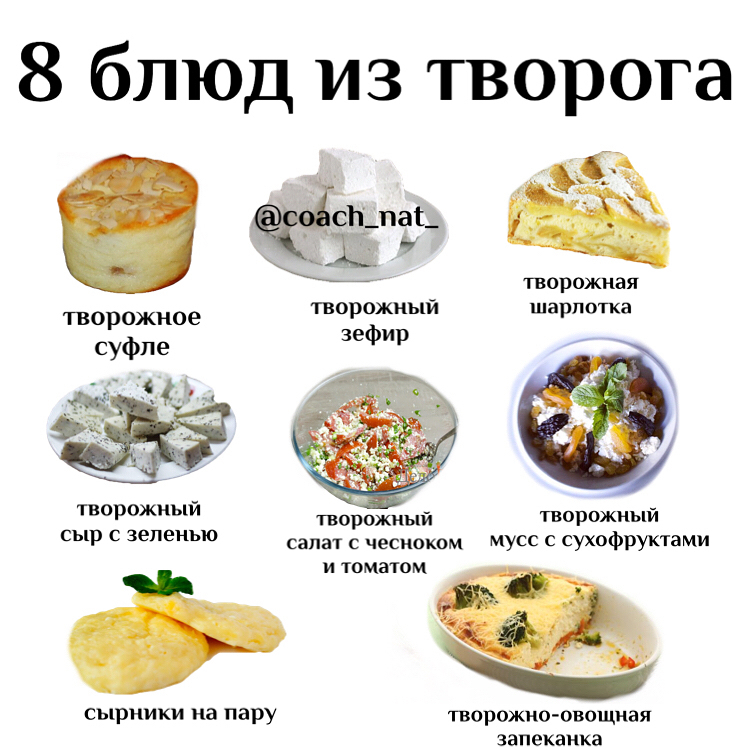 8 блюд из творога
@coach_nat_
творожное
суфле
творожный
зефир
творожная
шарлотка
творожный
сыр с зеленью
творожный
салат с чесноком
и томатом
творожный
мусс с сухофруктами
сырники на пару
творожно-овощная
запеканка